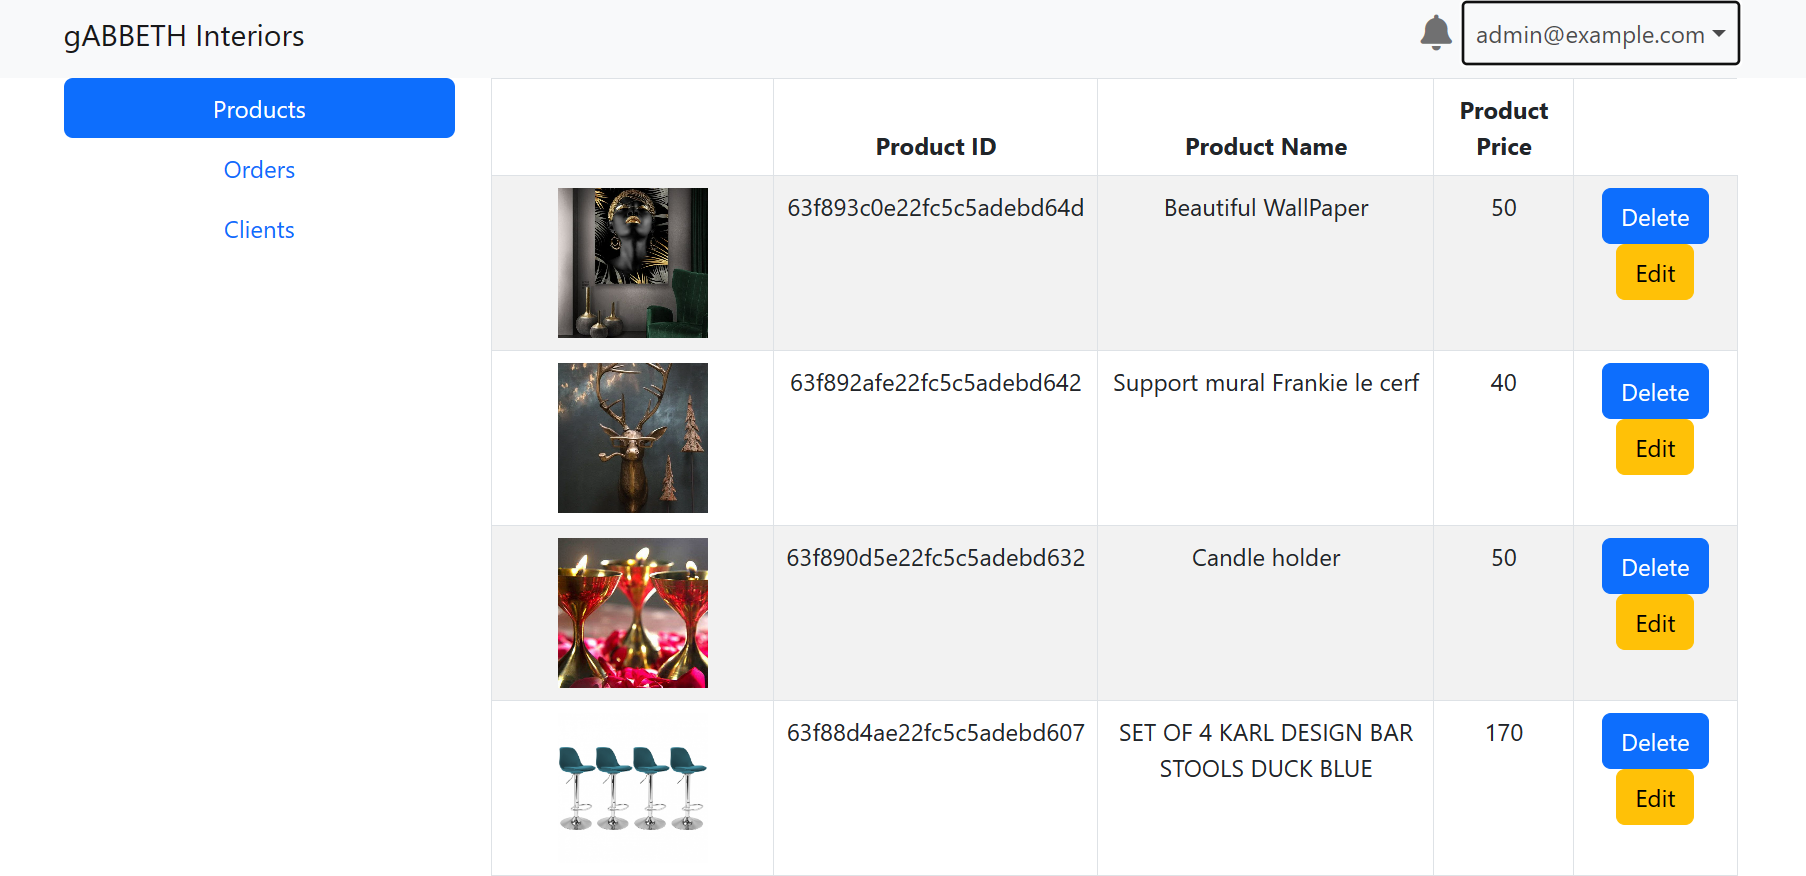 gABBETH Interiors
admin@example.com
Products
Orders
Clients
Product ID
Product Name
Product
Price
63f893c0e22fc5c5adebd64d
Beautiful WallPaper
50
Delete
Edit
63f892afe22fc5c5adebd642
Support mural Frankie le cerf
40
Delete
Edit
63f890d5e22fc5c5adebd632
Candle holder
50
Delete
Edit
63f88d4ae22fc5c5adebd607
SET OF 4 KARL DESIGN BAR
STOOLS DUCK BLUE
170
Delete
Edit